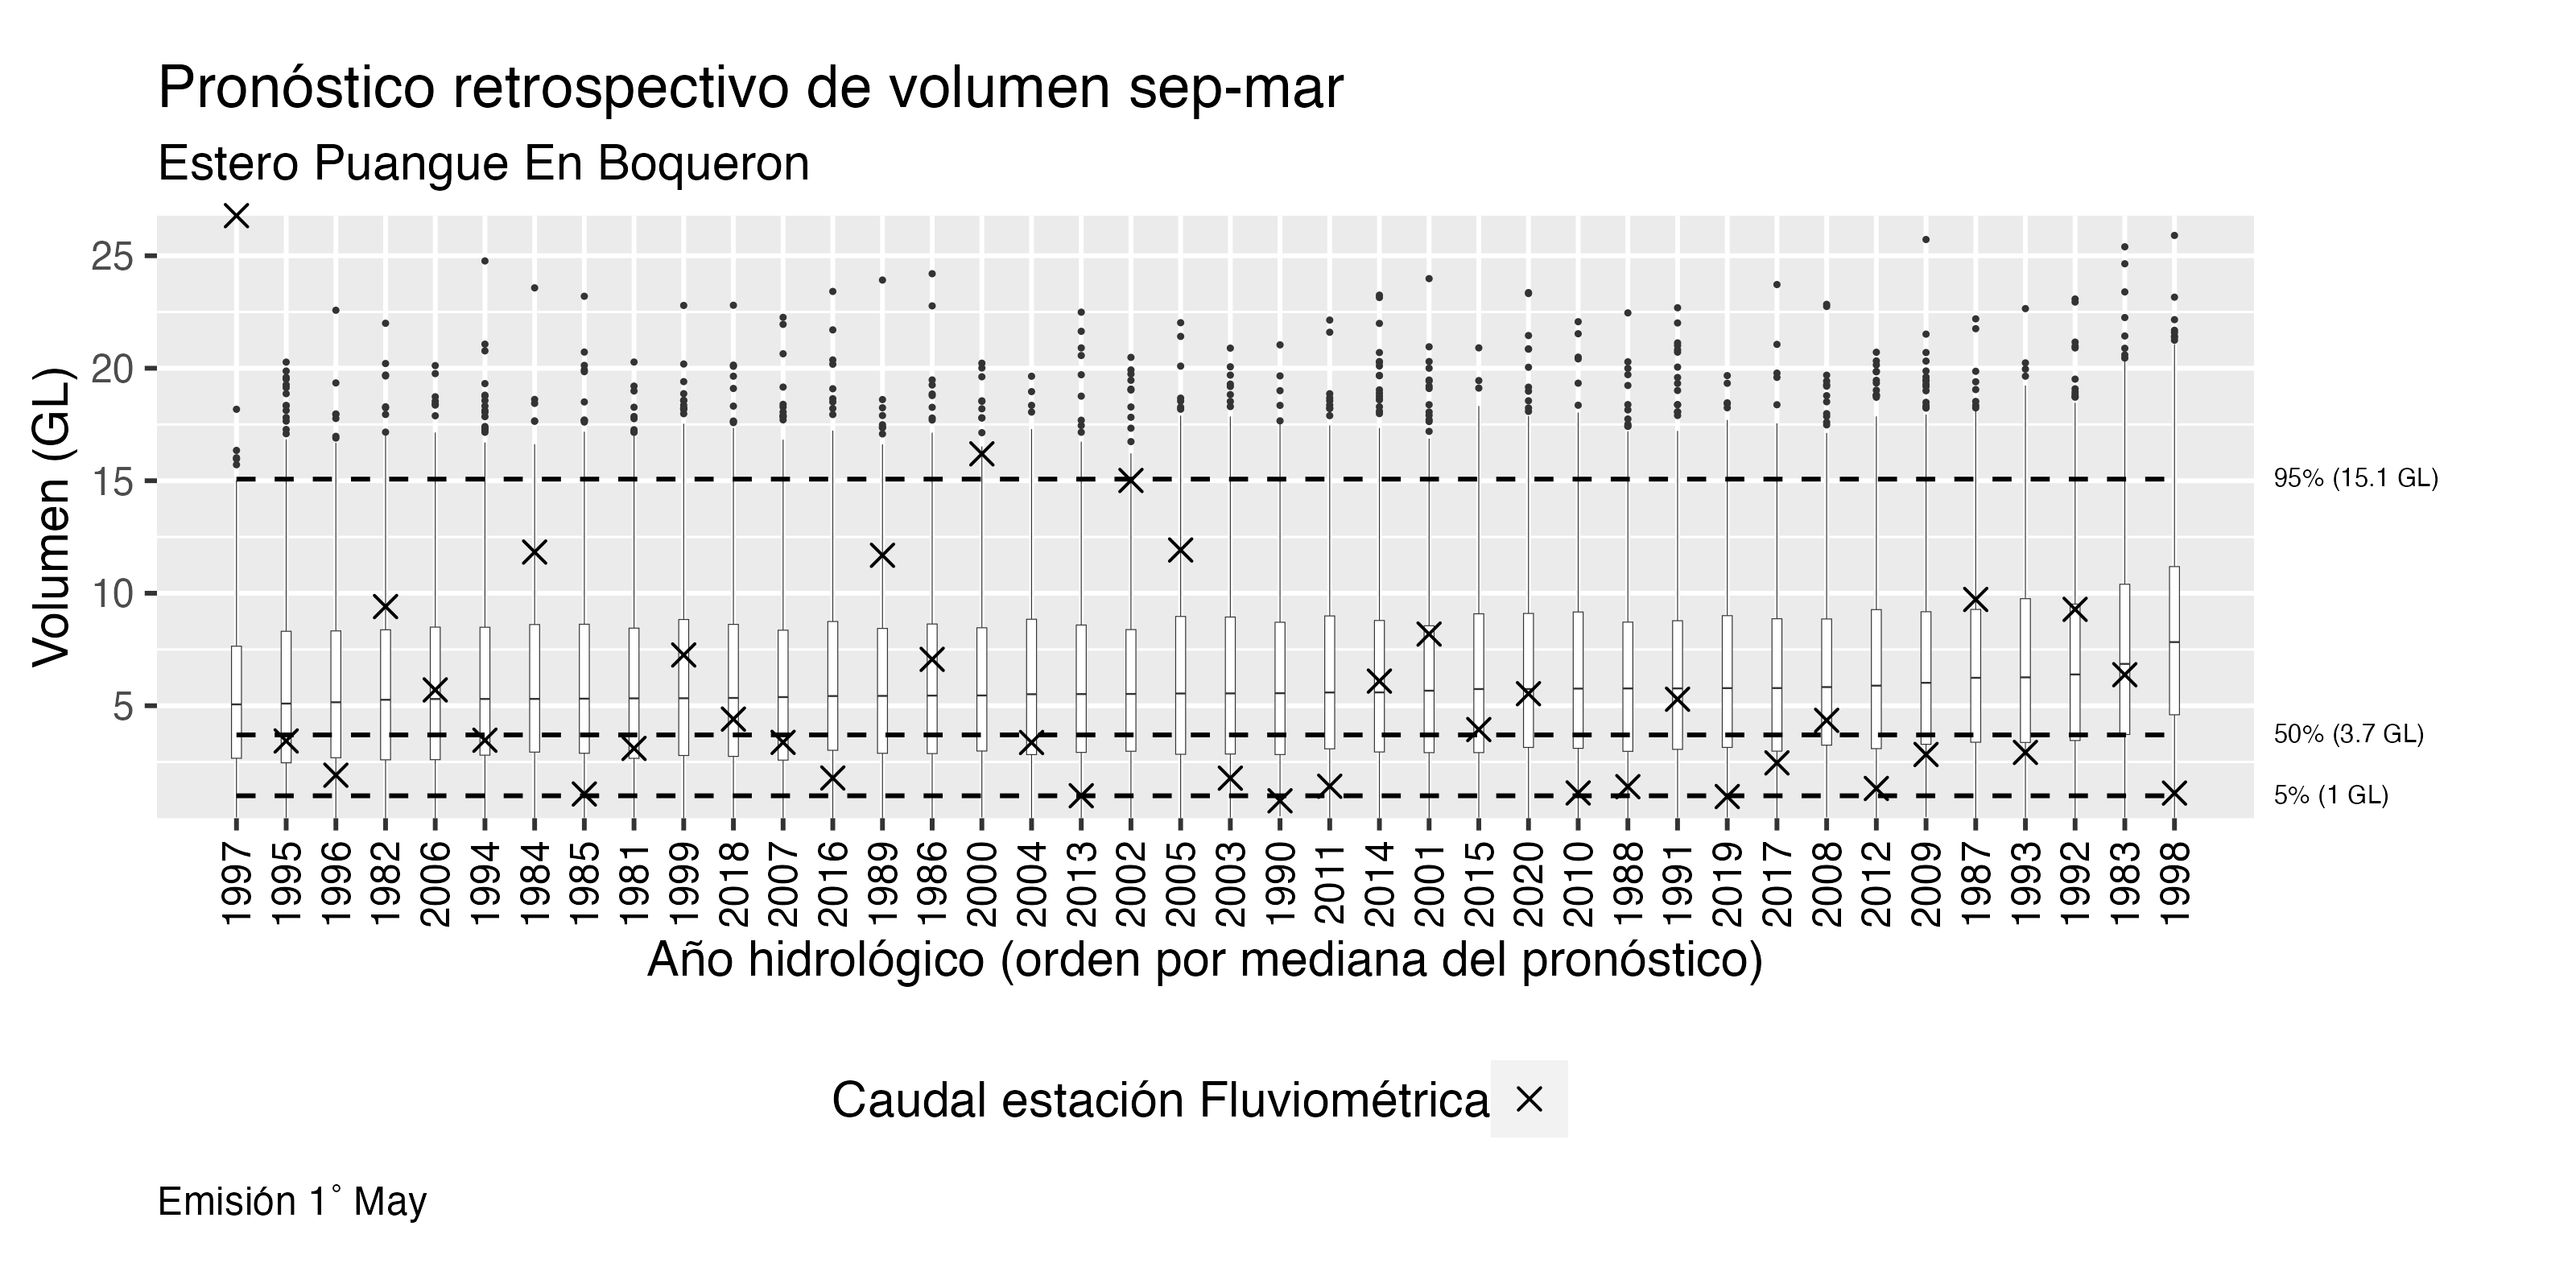 Pronóstico retrospectivo de volumen sep-mar
Estero Puangue En Boqueron
Volumen (GL)
25
20
15
10
5
95% (15.1 GL)
50% (3.7 GL)
5% (1 GL)
1997 1995 1996 1982 2006 1994 1984 1985 1981 1999 2018 2007 2016 1989 1986 2000 2004 2013 2002 2005 2003 1990 2011 2014 2001 2015 2020 2010 1988 1991 2019 2017 2008 2012 2009 1987 1993 1992 1983 1998
Año hidrológico (orden por mediana del pronóstico)
Caudal estación Fluviométrica
Emisión 1° May